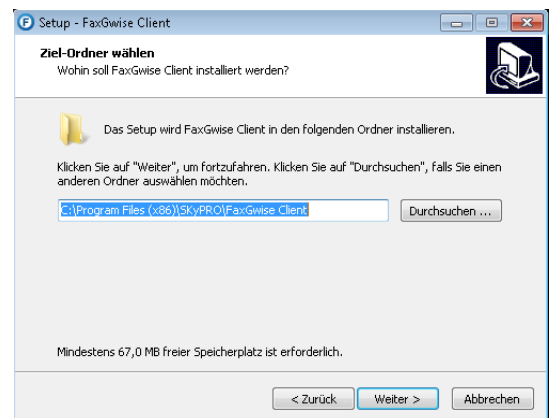 Setup - FaxGwise Client
Ziel-Ordner wählen
Wohin soll FaxGwise Client installiert werden?
Das Setup wird FaxGwise Client in den folgenden Ordner installieren.
Klicken Sie auf "Weiter", um fortzufahren. Klicken Sie auf "Durchsuchen", falls Sie einen
anderen Ordner auswählen möchten.
C:\Program Files (x86)\SKyPRO\FaxGwise Client
Durchsuchen ...
Mindestens 67,0 MB freier Speicherplatz ist erforderlich.
< Zurück
Weiter >
Abbrechen